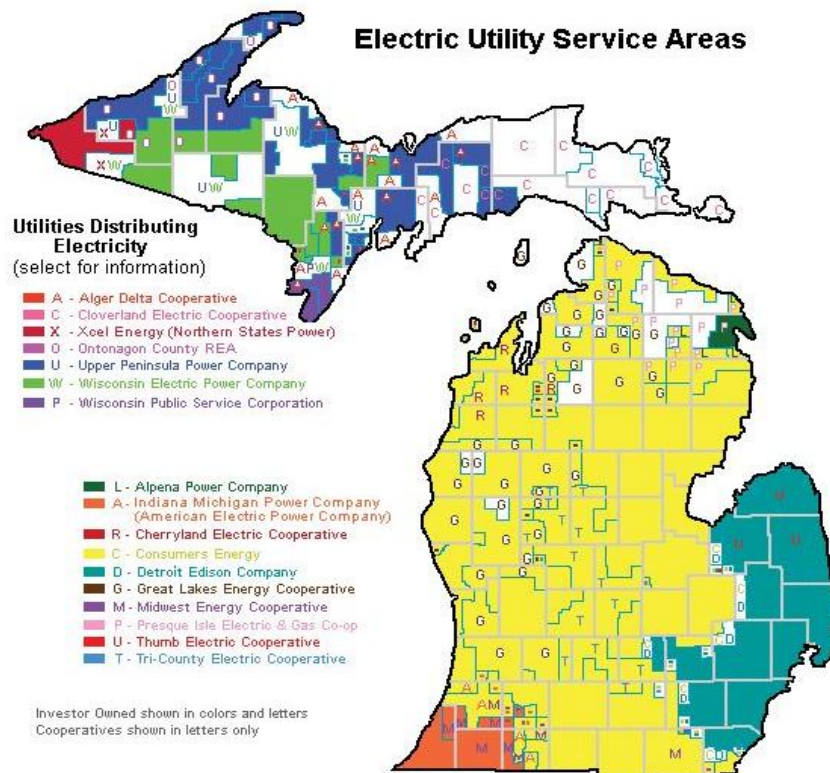 Electric Utility Service Areas
Utilities Distributing
Electricity
(select for information)
A - Alger Delta Cooperative
C - Cloverland Electric Cooperative
X - Xcel Energy (Northern States Power)
O - Ontonagon County REA
U - Upper Peninsula Power Company
W - Wisconsin Electric Power Company
P - Wisconsin Public Service Corporation
L - Alpena Power Company
A - Indiana Michigan Power Company
(American Electric Power Company)
R - Cherryland Electric Cooperative
C - Consumers Energy
D - Detroit Edison Company
G - Great Lakes Energy Cooperative
M - Midwest Energy Cooperative
P - Presque Isle Electric & Gas Co-op
U - Thumb Electric Cooperative
T - Tri-County Electric Cooperative
Investor Owned shown in colors and letters
Cooperatives shown in letters only